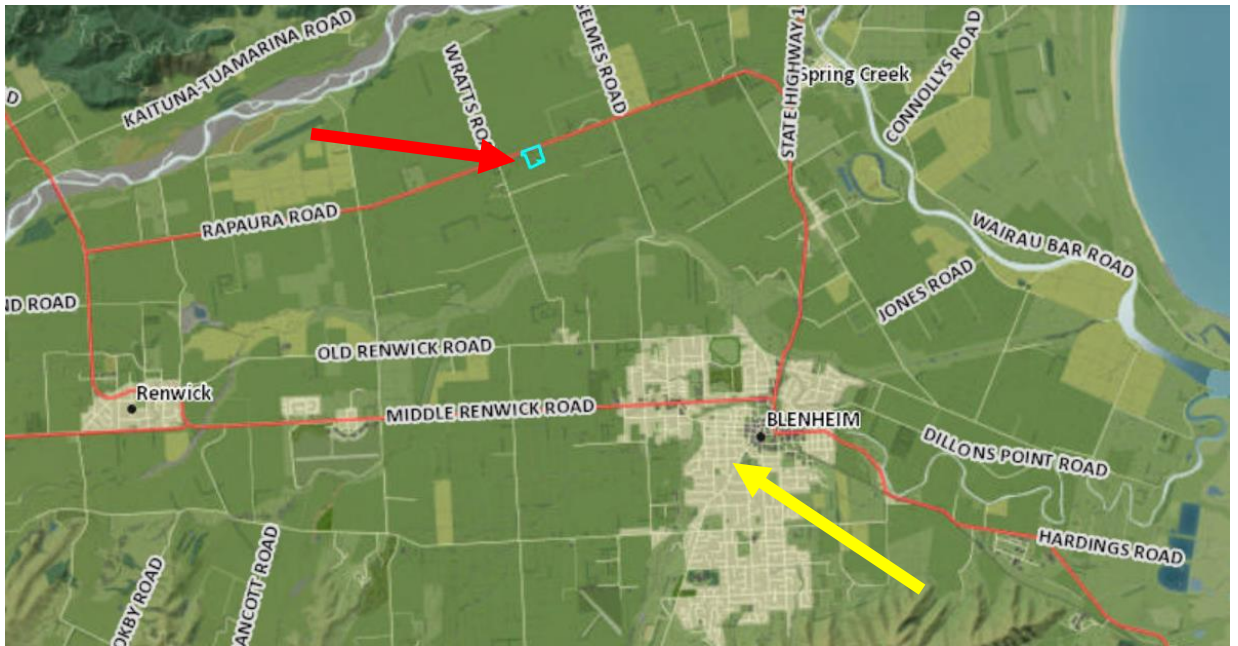 KAITUNA-TUAMARINA ROAD
WRATTS ROA
SELMES ROAD
STATE HIGHWAY 1
Spring Creek
CONNOLLYS ROAD
D
RAPAURA ROAD
WAIRAU BAR ROAD
JONES ROAD
ND ROAD
OLD RENWICK ROAD
Renwick
MIDDLE RENWICK ROAD
BLENHEIM
DILLONS POINT ROAD
HARDINGS ROAD
OKBY ROAD
ANCOTT ROAD